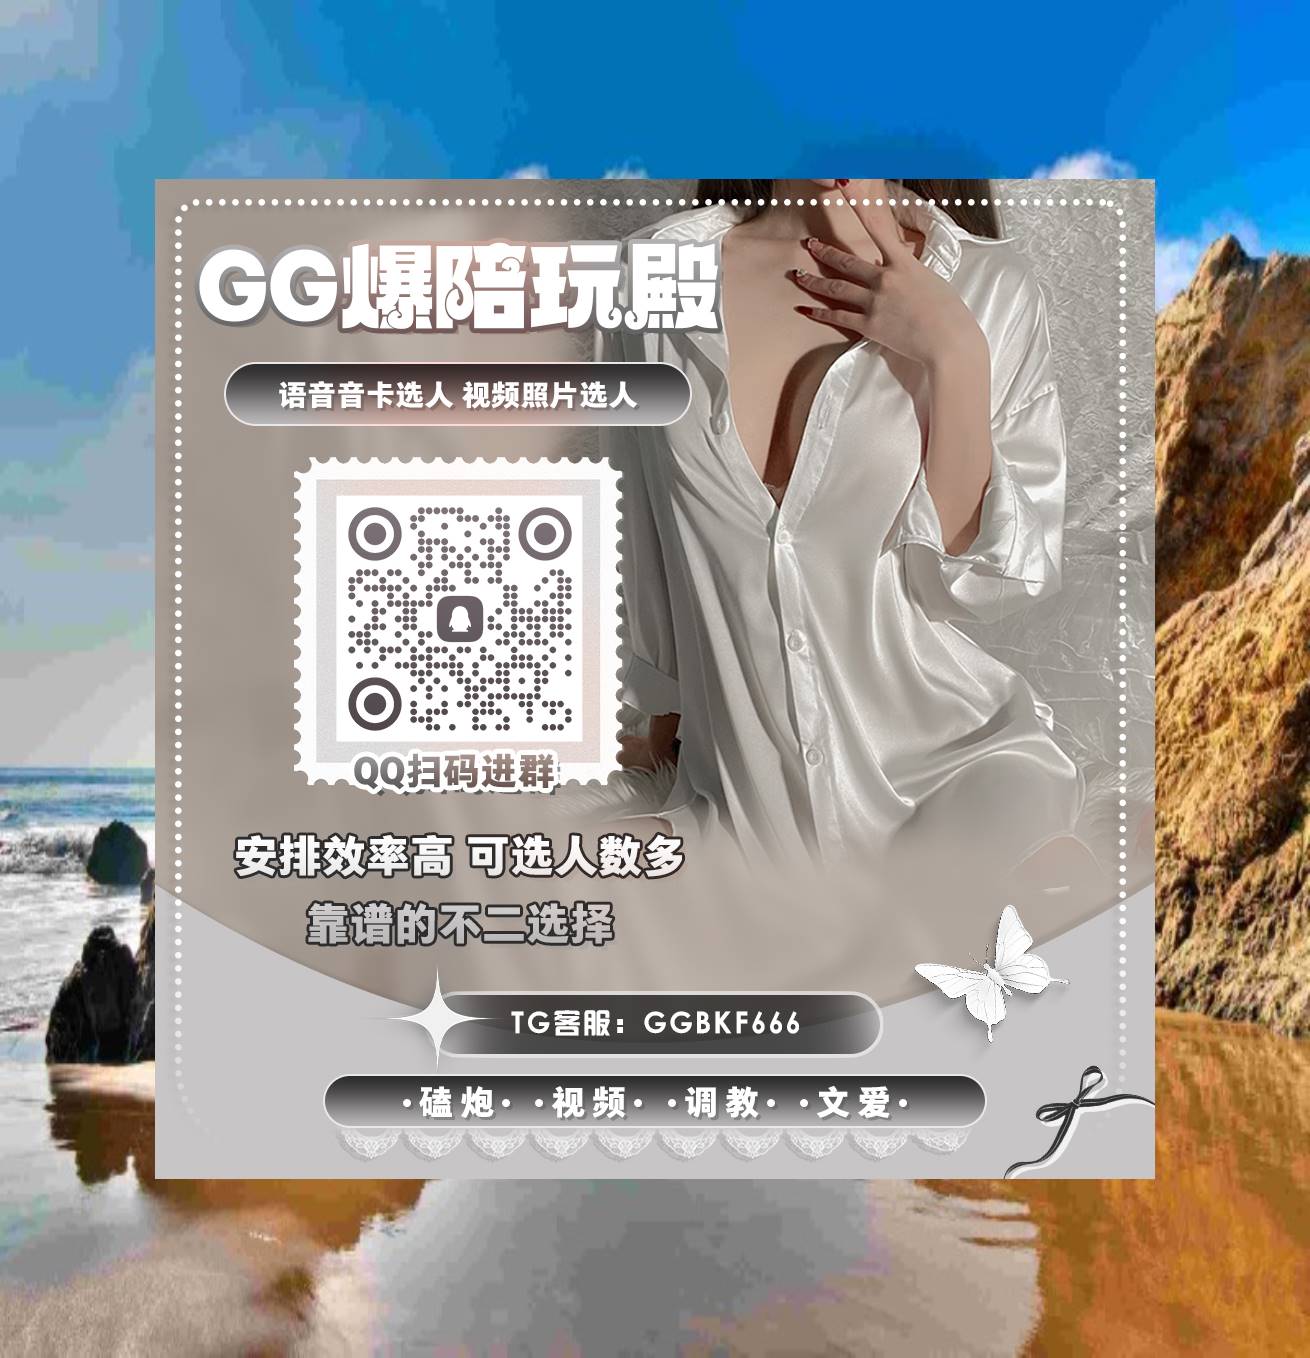 GG爆陪玩殿
语音音卡选人 视频照片选人
QQ扫码进群
安排效率高 可选人数多
靠谱的不二选择
TG客服：GGBKF666
·磕炮· ·视频· ·调教· ·文爱·